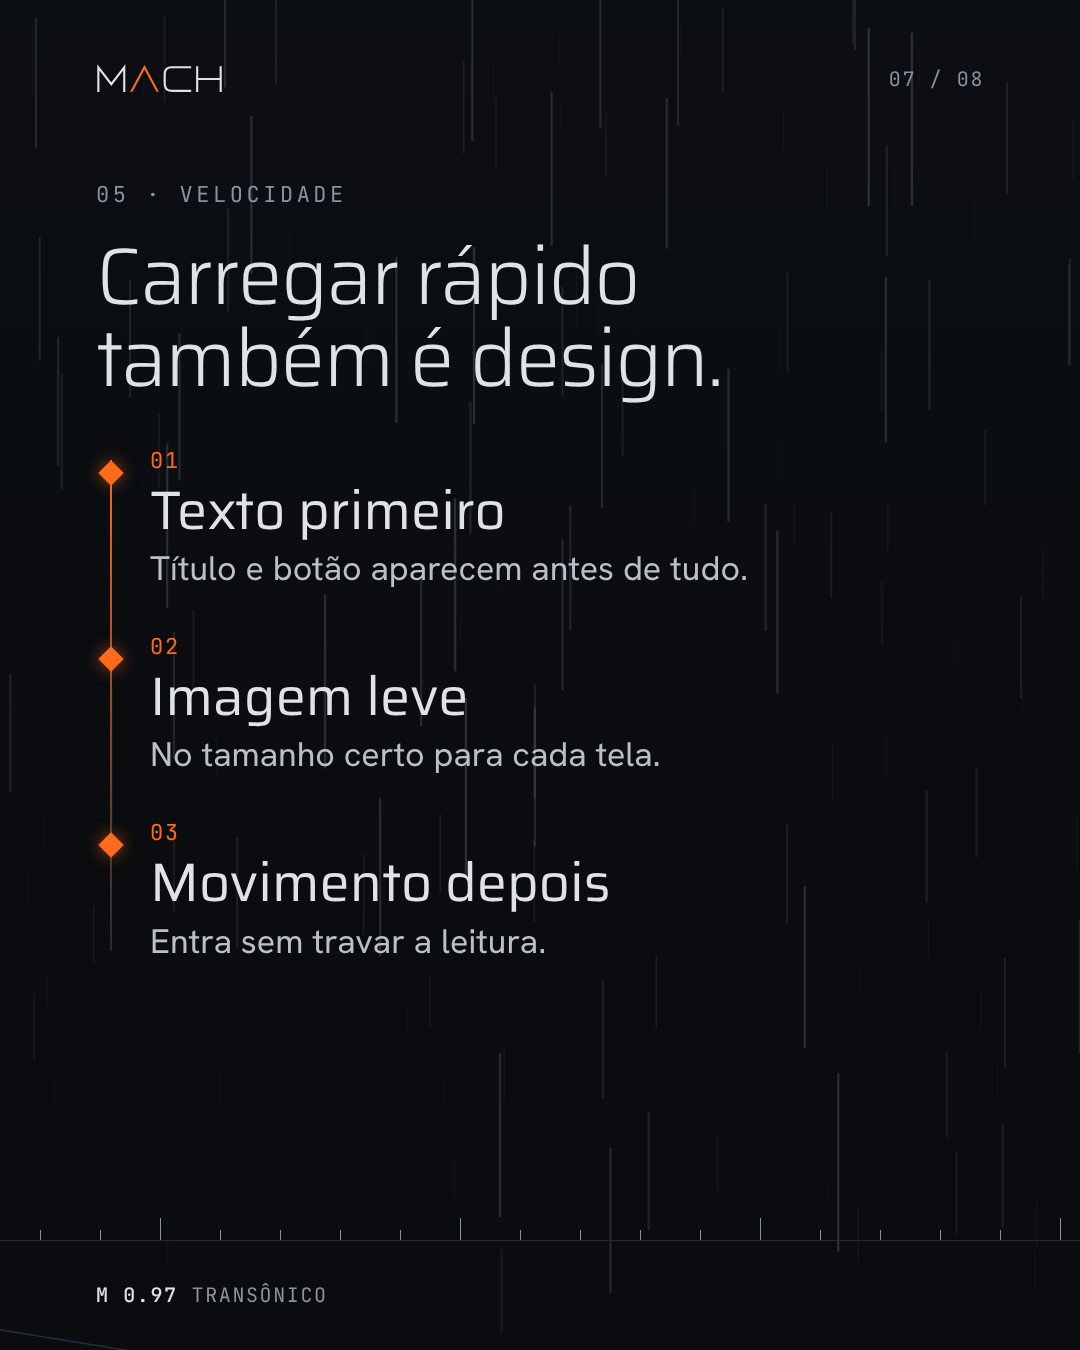 MACH
07 / 08
05 · VELOCIDADE
Carregar rápido
também é design.
01
Texto primeiro
Título e botão aparecem antes de tudo.
02
Imagem leve
No tamanho certo para cada tela.
03
Movimento depois
Entra sem travar a leitura.
M 0.97 TRANSÔNICO